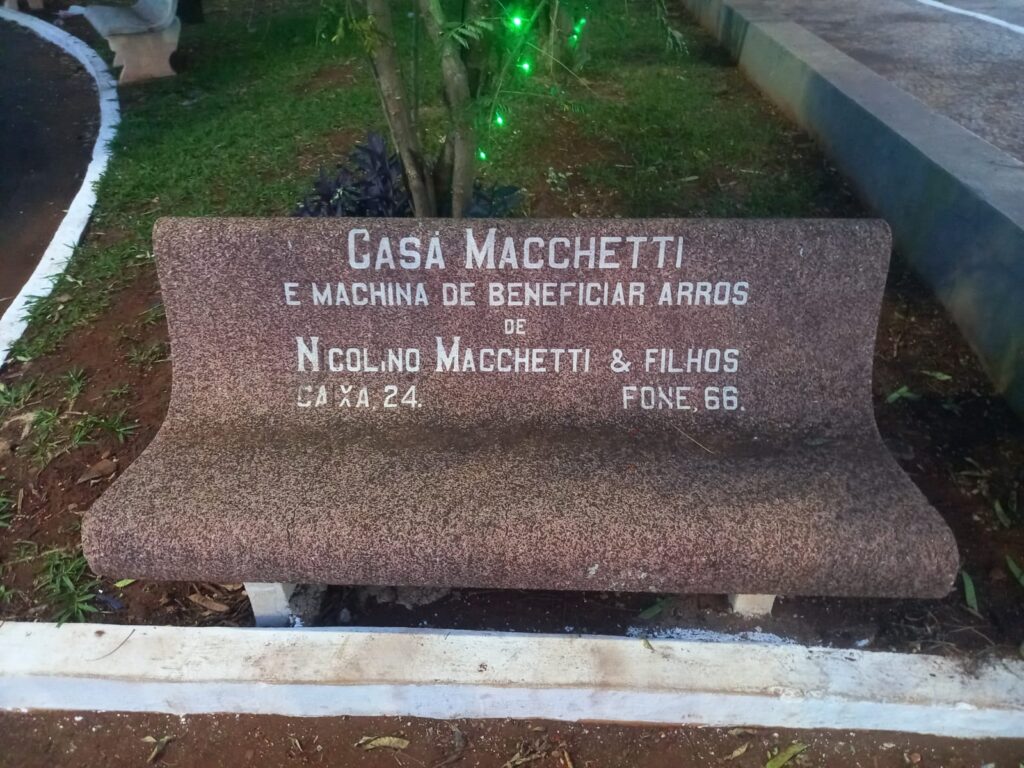 CASA MACCHETTI
E MACHINA DE BENEFICIAR ARROS
DE
NICOLINO MACCHETTI & FILHOS
CAIXA, 24. FONE, 66.